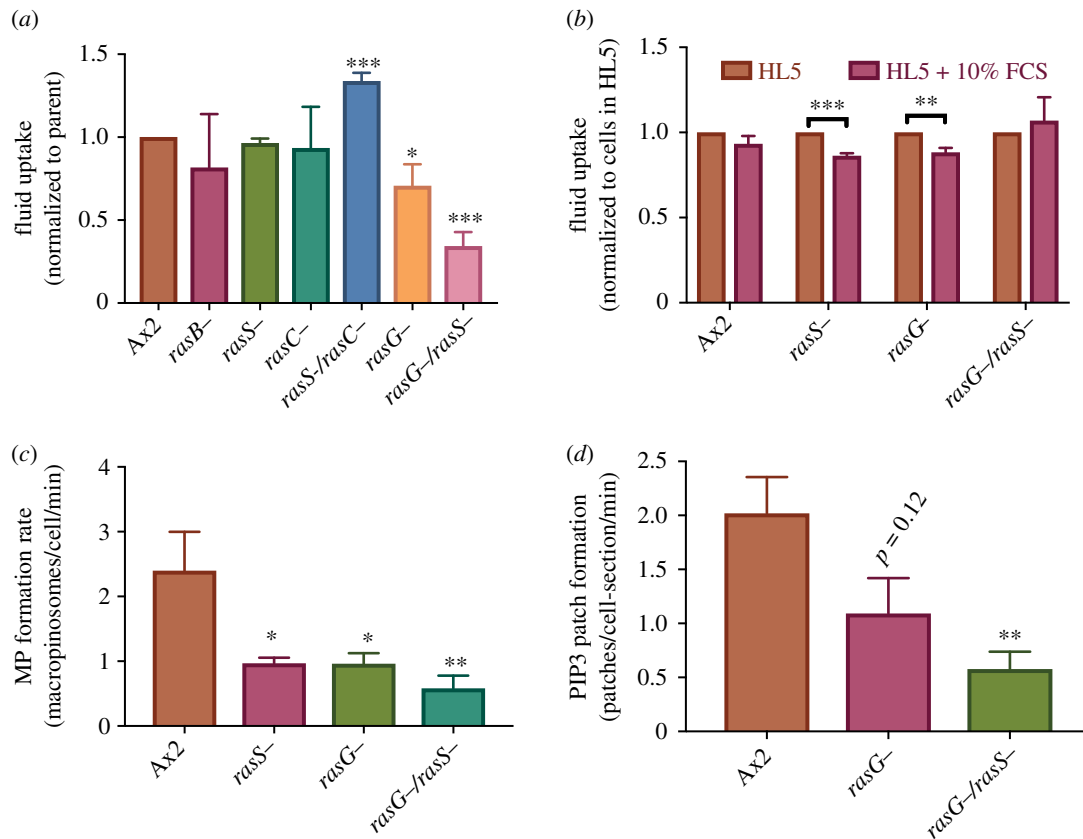 (a)
fluid uptake
(normalized to parent)
1.5
1.0
0.5
0
***
*
***
Ax2
rasB–
rasS–
rasC–
rasS-/rasC–
rasG–
rasG–/rasS–
(b)
fluid uptake
(normalized to cells in HL5)
1.5
1.0
0.5
0
HL5
HL5 + 10% FCS
***
**
Ax2
rasS–
rasG–
rasG–/rasS–
(c)
MP formation rate
(macropinosomes/cell/min)
4
3
2
1
0
*
*
**
Ax2
rasS–
rasG–
rasG–/rasS–
(d)
PIP3 patch formation
(patches/cell-section/min)
2.5
2.0
1.5
1.0
0.5
0
p = 0.12
**
Ax2
rasG–
rasG–/rasS–